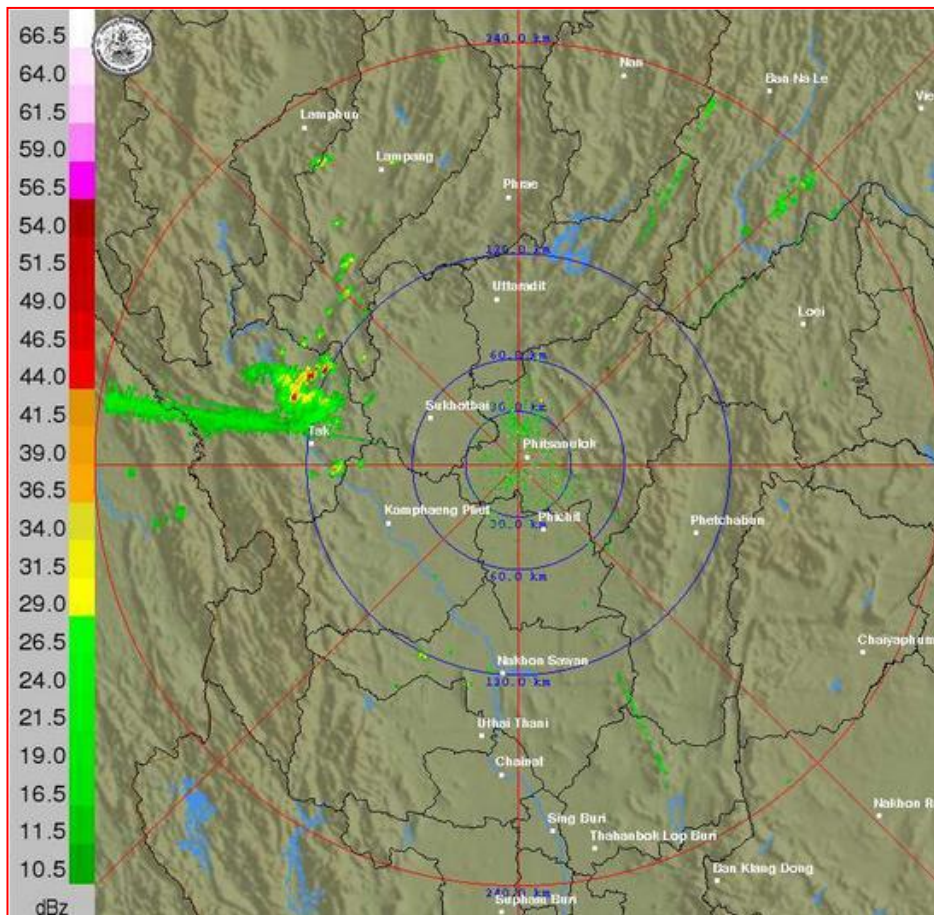 66.5
64.0
61.5
59.0
56.5
54.0
51.5
49.0
46.5
44.0
41.5
39.0
36.5
34.0
31.5
29.0
26.5
24.0
21.5
19.0
16.5
11.5
10.5
dBz
240.0 km
Nan
Ban Na Le
Vie
Lamphun
Lampang
Phrae
120.0 km
Uttaradit
Loei
60.0 km
30.0 km
Sukhothai
Tak
Phitsanulok
Kamphaeng Phet
Phichit
30.0 km
Phetchabun
60.0 km
Chaiyaphum
Nakhon Sawan
120.0 km
Uthai Thani
Chainat
Nakhon R
Sing Buri
Thahanbok Lop Buri
Ban Klang Dong
240.0 km
Suphan Buri